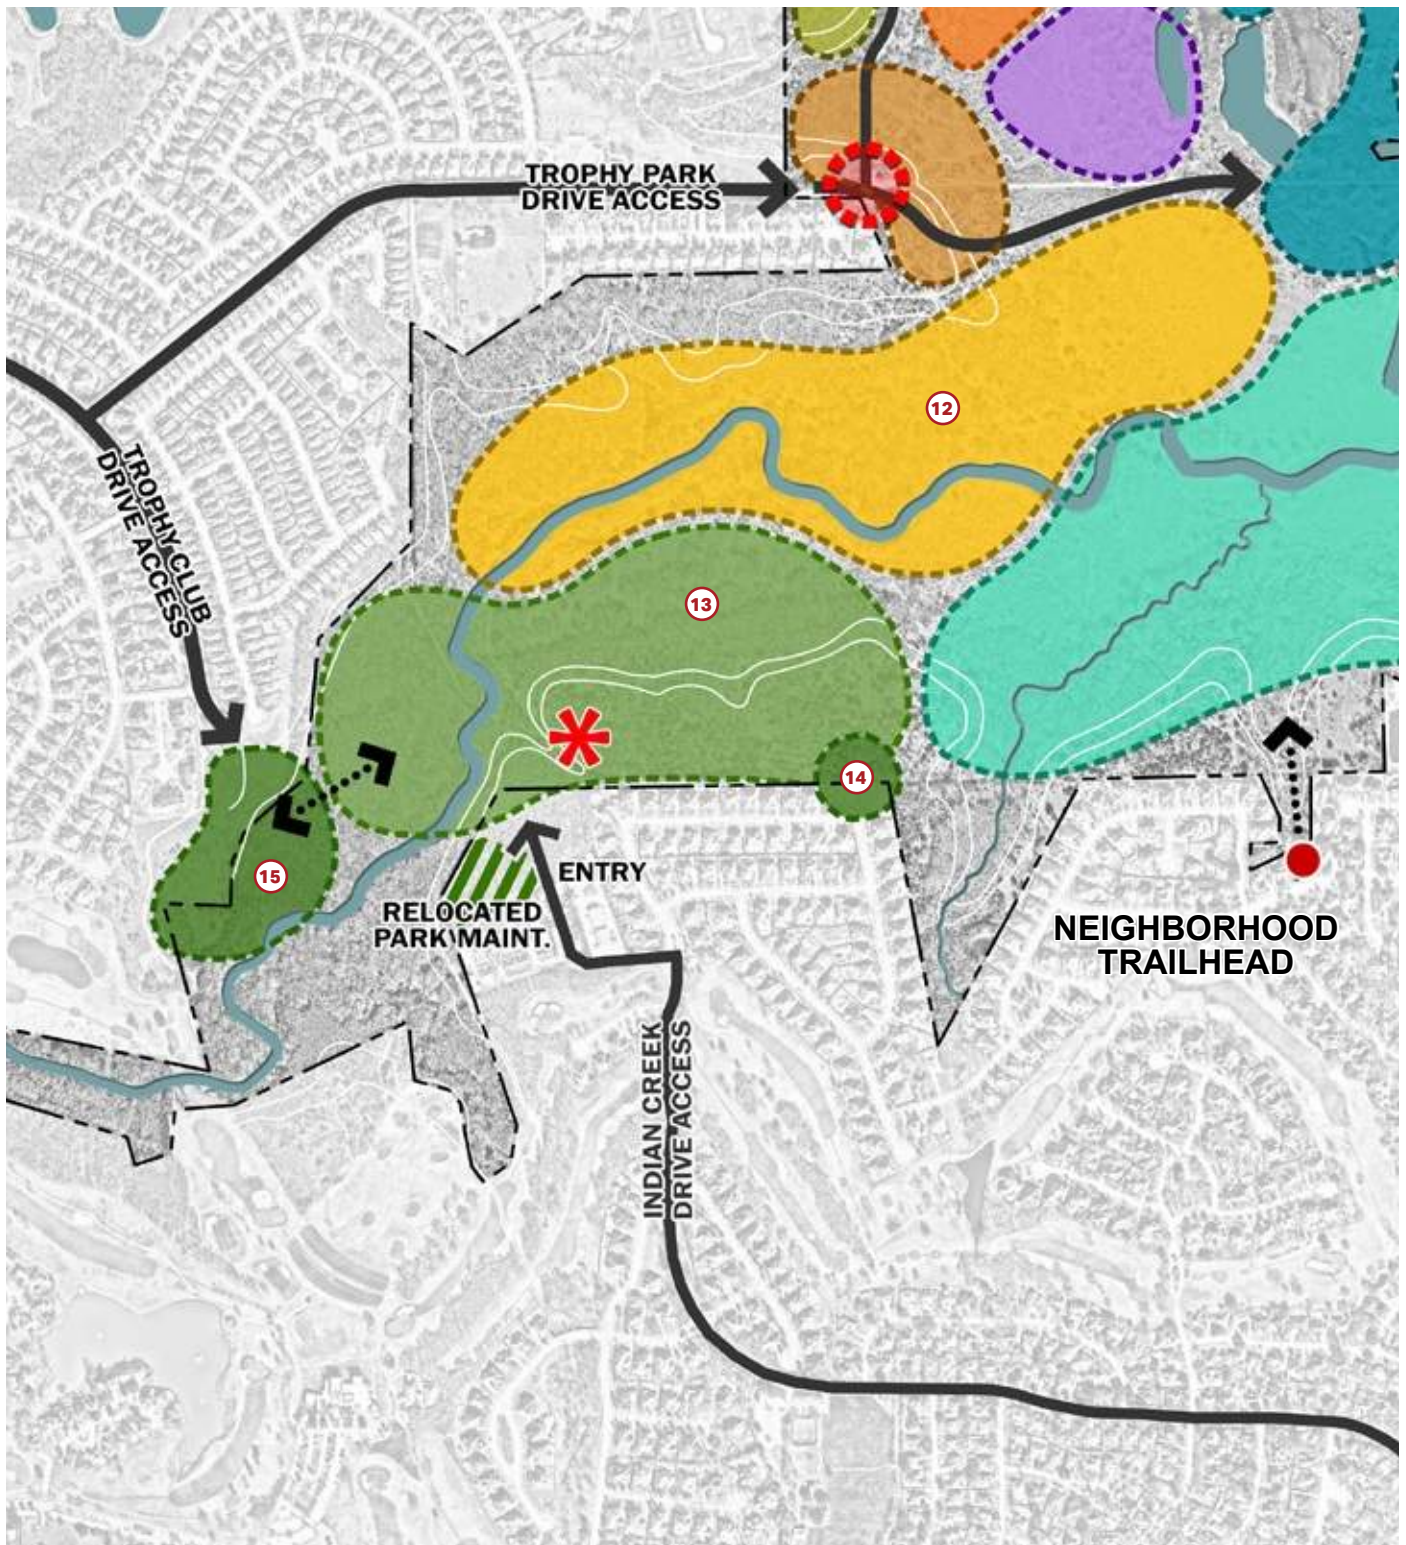 TROPHY PARK
DRIVE ACCESS
12
TROPHY CLUB
DRIVE ACCESS
13
14
15
ENTRY
RELOCATED
PARK MAINT.
NEIGHBORHOOD
TRAILHEAD
INDIAN CREEK
DRIVE ACCESS